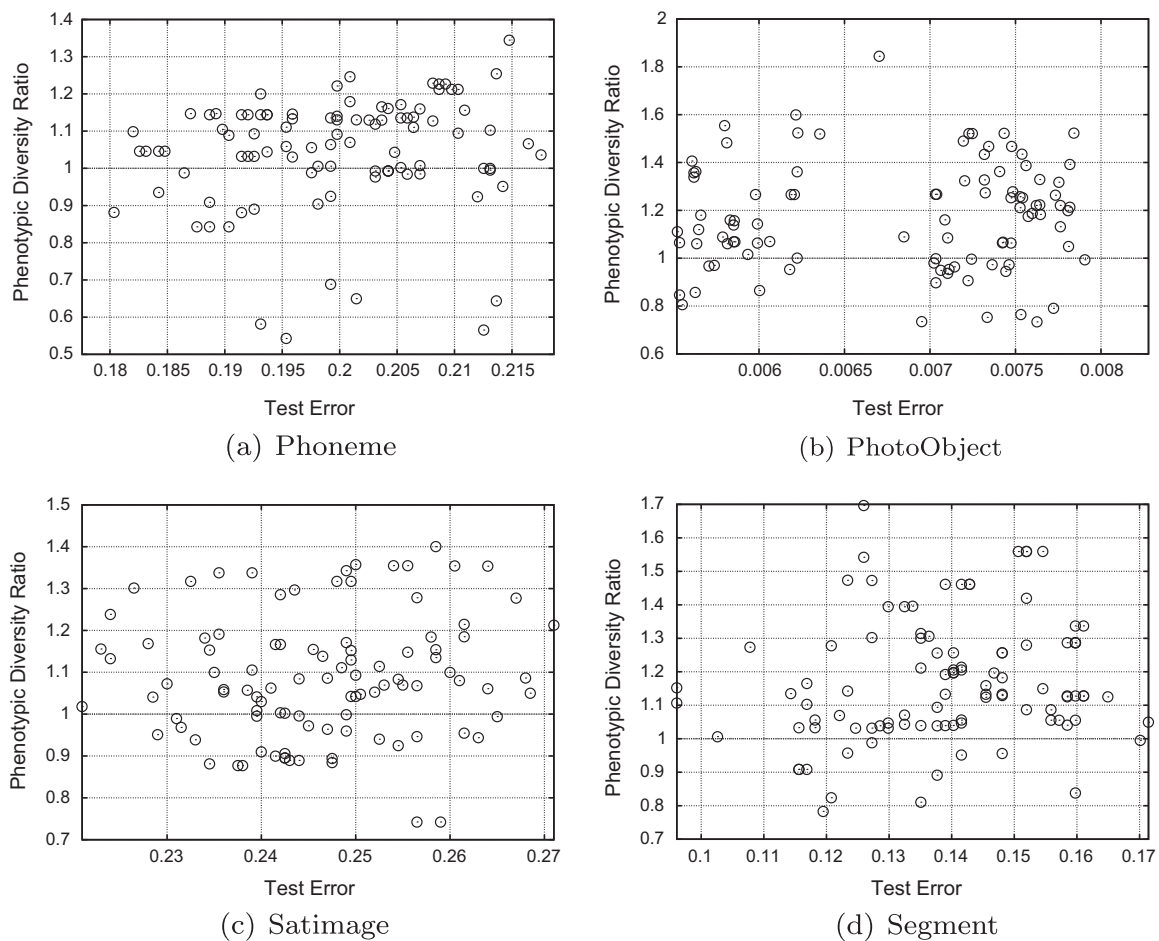 Phenotypic Diversity Ratio
1.4
1.3
1.2
1.1
1
0.9
0.8
0.7
0.6
0.5
0.18 0.185 0.19 0.195 0.2 0.205 0.21 0.215
Test Error
(a) Phoneme
Phenotypic Diversity Ratio
2
1.8
1.6
1.4
1.2
1
0.8
0.6
0.006 0.0065 0.007 0.0075 0.008
Test Error
(b) PhotoObject
Phenotypic Diversity Ratio
1.5
1.4
1.3
1.2
1.1
1
0.9
0.8
0.7
0.23 0.24 0.25 0.26 0.27
Test Error
(c) Satimage
Phenotypic Diversity Ratio
1.7
1.6
1.5
1.4
1.3
1.2
1.1
1
0.9
0.8
0.7
0.1 0.11 0.12 0.13 0.14 0.15 0.16 0.17
Test Error
(d) Segment